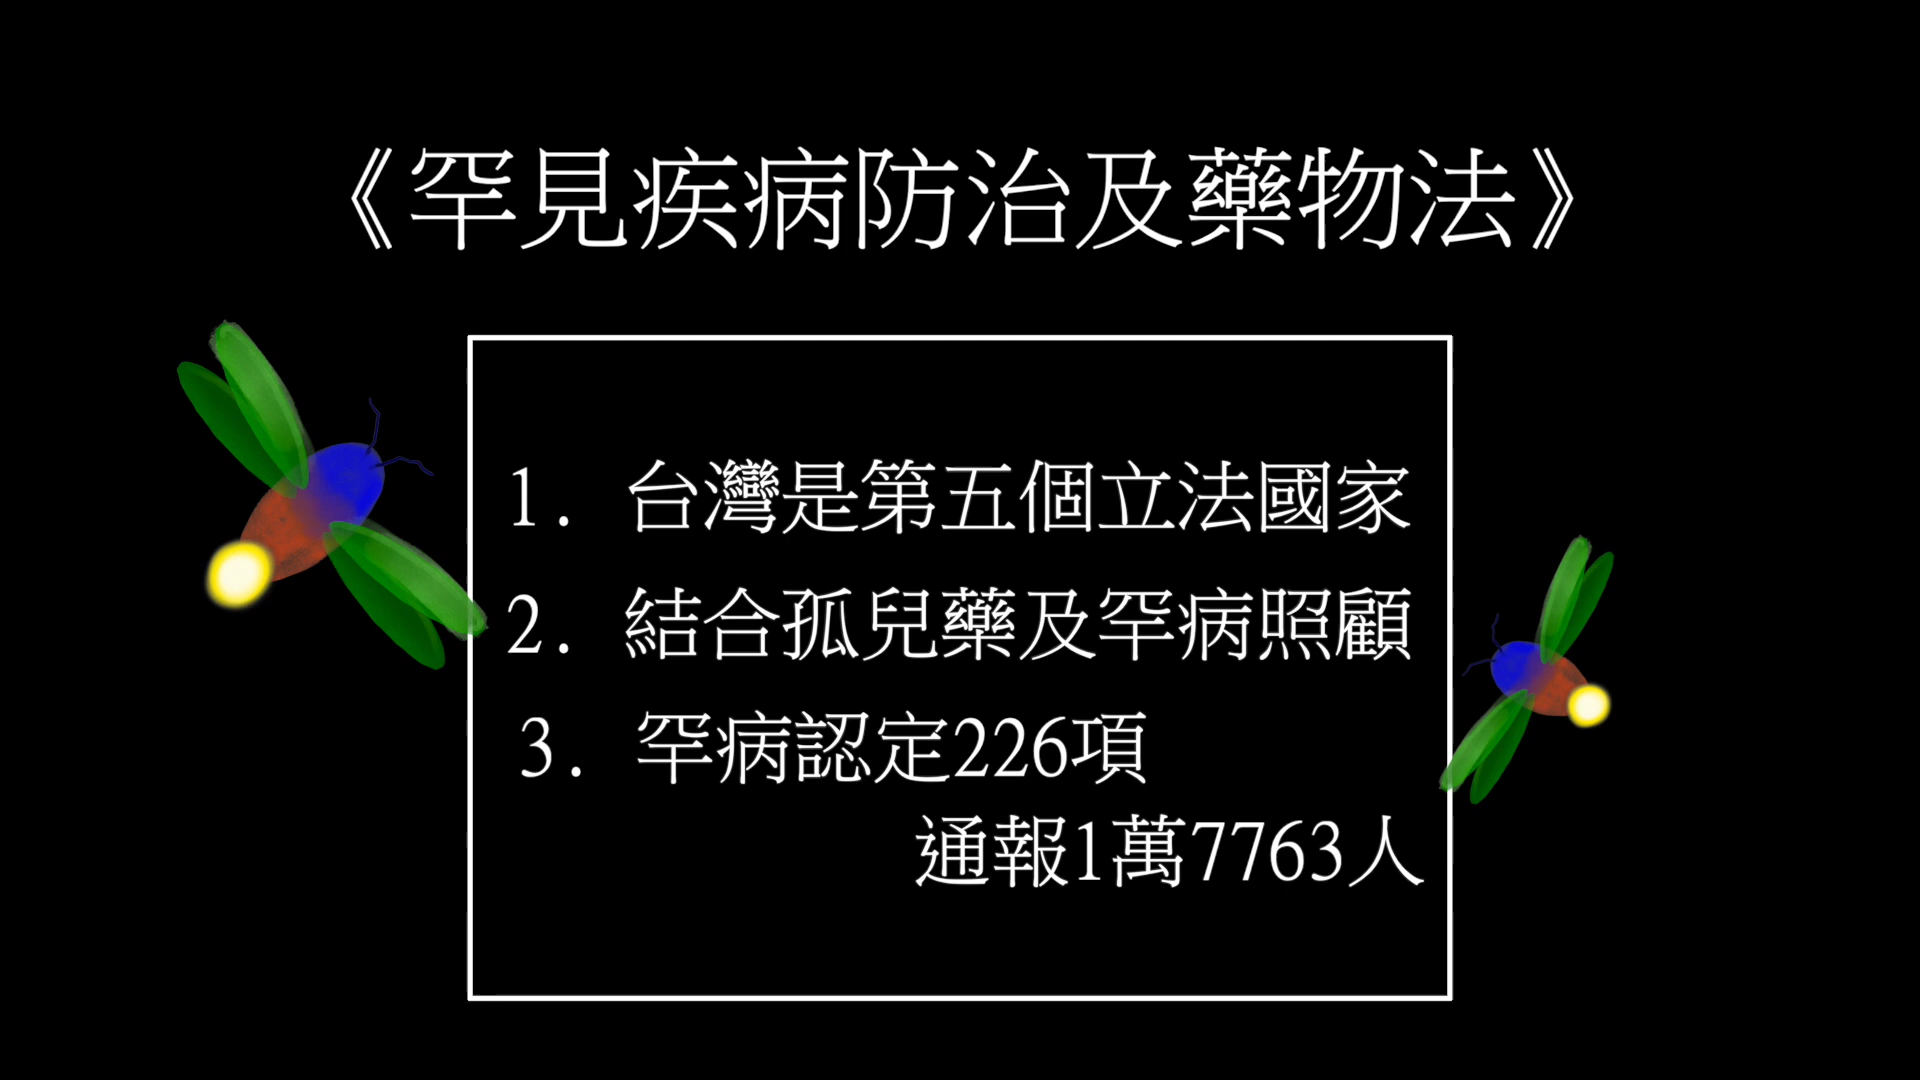 《罕見疾病防治及藥物法》
1. 台灣是第五個立法國家
2. 結合孤兒藥及罕病照顧
3. 罕病認定226項
通報1萬7763人